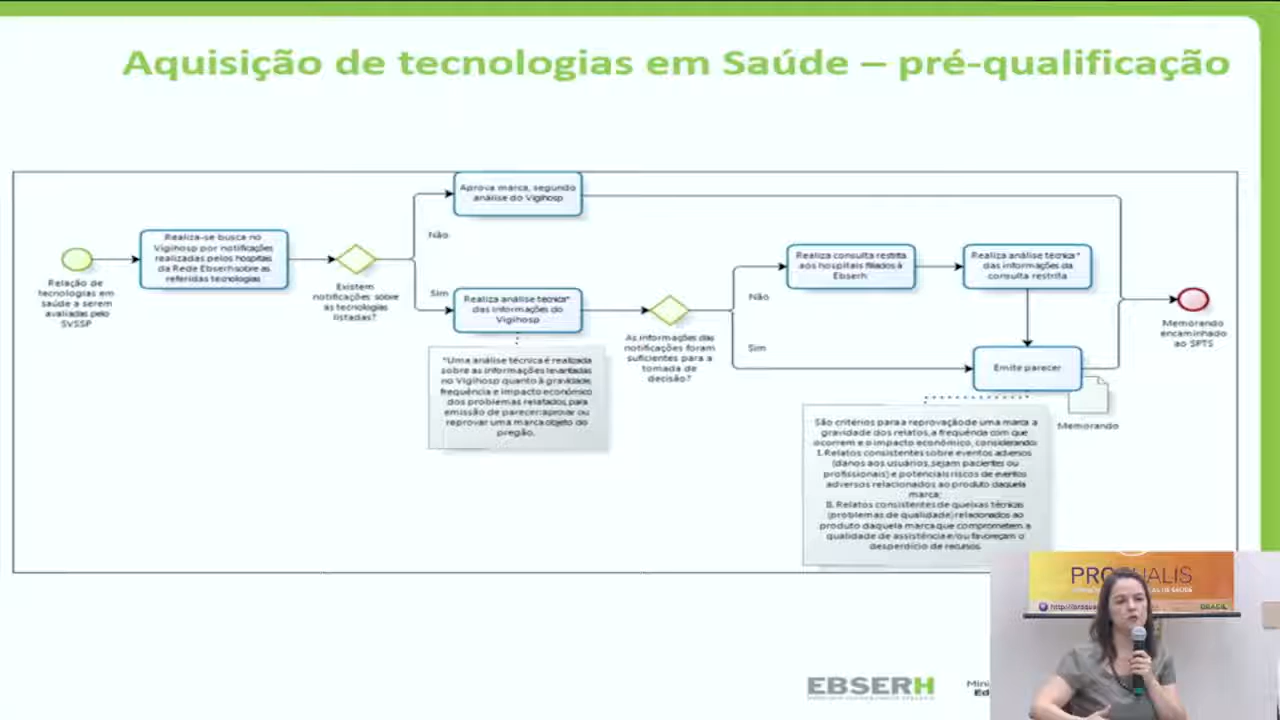 Aquisição de tecnologias em Saúde – pré-qualificação
Relação de
tecnologias em
saúde a serem
avaliadas pelo
SVSSP
Realiza-se busca no
Vigihosp por notificações
realizadas pelos hospitais
da Rede Ebserh sobre as
referidas tecnologias
Existem
notificações sobre
as tecnologias
listadas?
Não
Aprova marca, segundo
análise do Vigihosp
Sim
Realiza análise técnica*
das informações do
Vigihosp
*Uma análise técnica é realizada
sobre as informações levantadas
no Vigihosp quanto à gravidade,
frequência e impacto econômico
dos problemas relatados, para
emissão de parecer: aprovar ou
reprovar uma marca objeto do
pregão.
As informações das
notificações foram
suficientes para a
tomada de
decisão?
Não
Realiza consulta restrita
aos hospitais filiados à
Ebserh
Realiza análise técnica*
das informações da
consulta restrita
Sim
Emite parecer
Memorando
São critérios para a reprovação de uma marca a
gravidade dos relatos, a frequência com que
ocorrem e o impacto econômico, considerando:
I. Relatos consistentes sobre eventos adversos
(danos aos usuários, sejam pacientes ou
profissionais) e potenciais riscos de eventos
adversos relacionados ao produto daquela
marca;
II. Relatos consistentes de queixas técnicas
(problemas de qualidade) relacionados ao
produto daquela marca que comprometem a
qualidade de assistência e/ou favoreçam o
desperdício de recursos.
Memorando
encaminhado
ao SPTS
EBSERH
Mini
Ed
PRO UALIS
AS DE SAÚDE
BRASIL